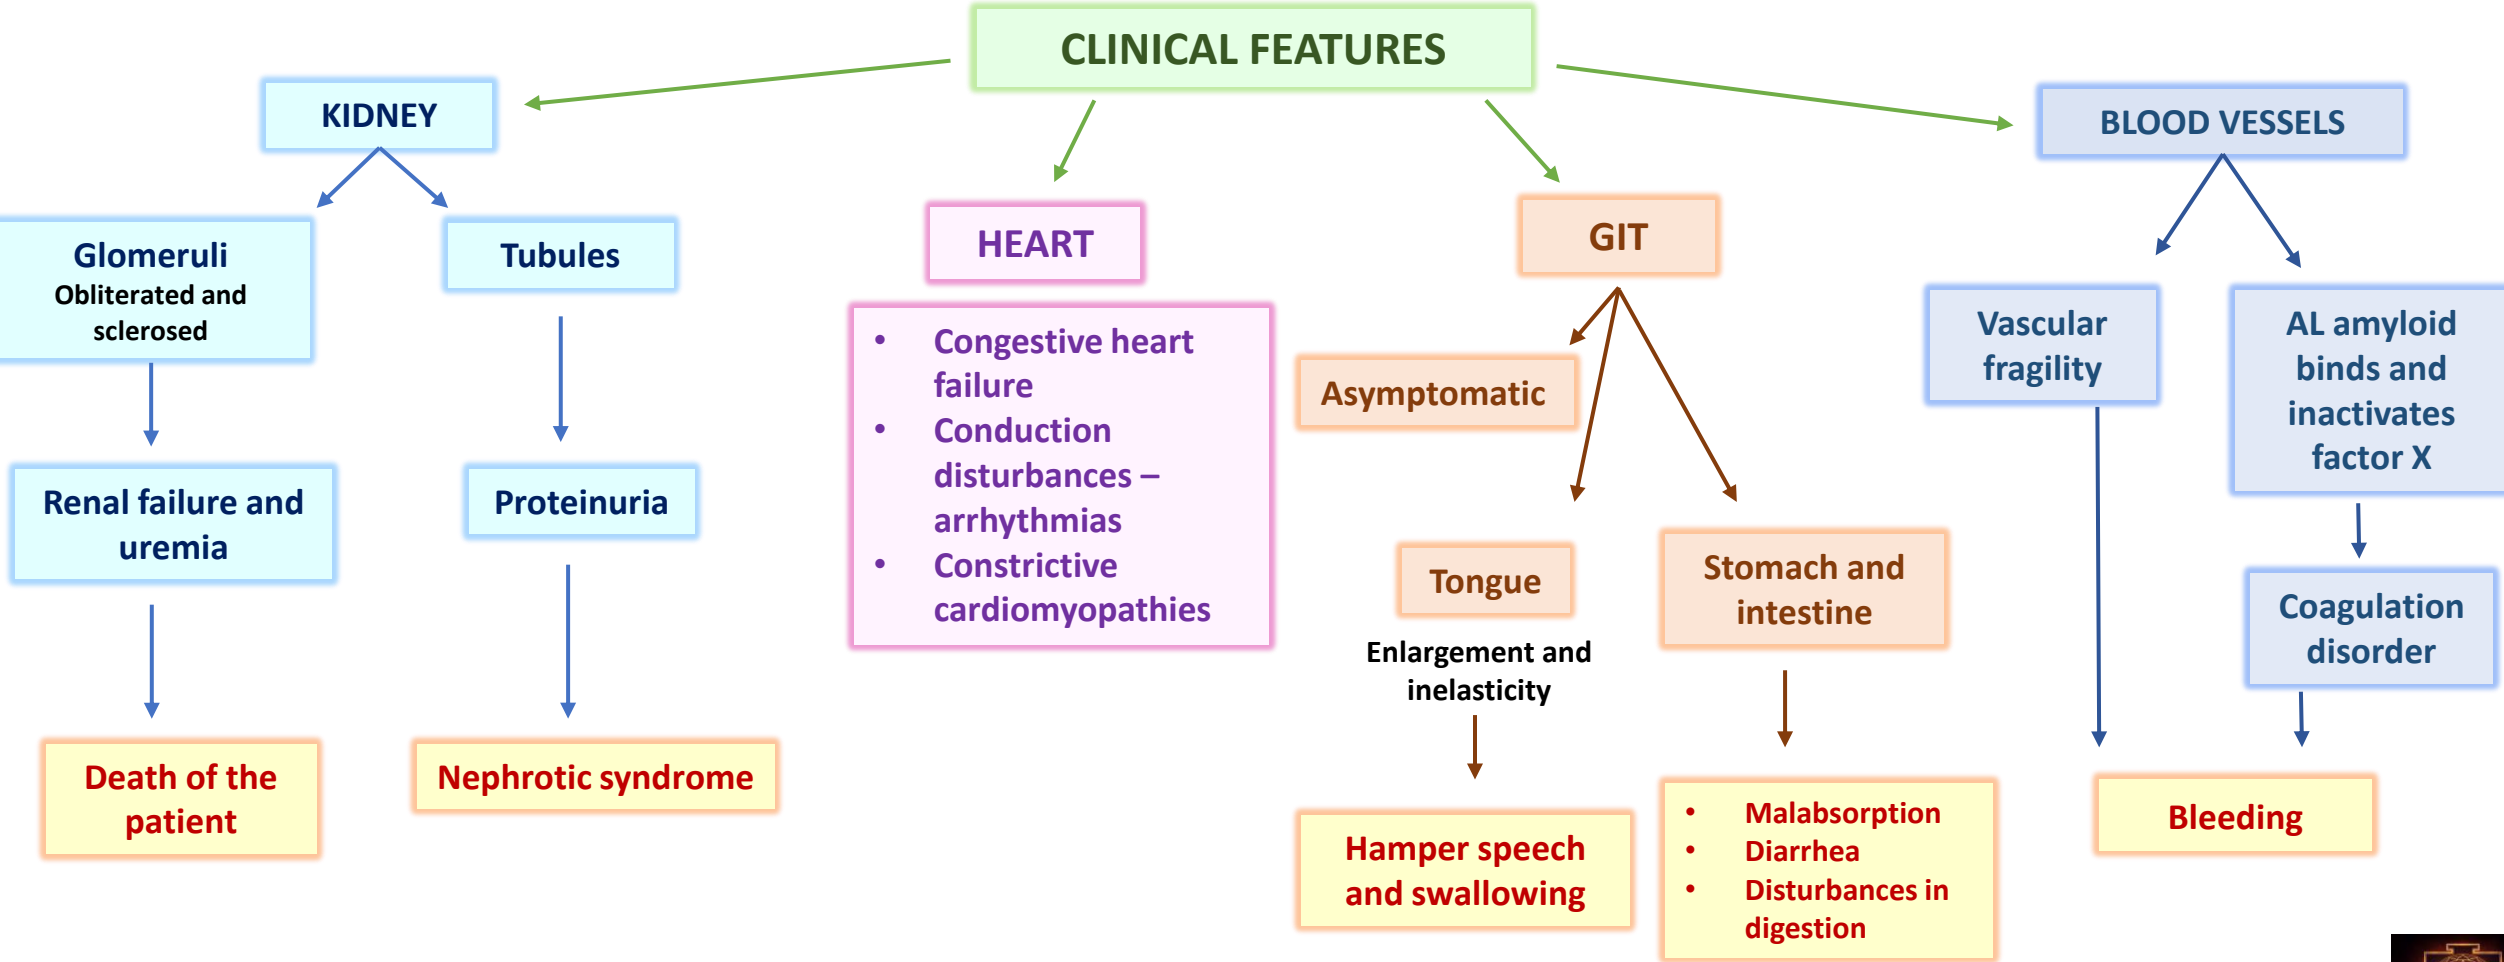 CLINICAL FEATURES
KIDNEY
Glomeruli
Obliterated and
sclerosed
Renal failure and
uremia
Death of the
patient
Tubules
Proteinuria
Nephrotic syndrome
HEART
• Congestive heart
failure
• Conduction
disturbances –
arrhythmias
• Constrictive
cardiomyopathies
GIT
Asymptomatic
Tongue
Enlargement and
inelasticity
Hamper speech
and swallowing
Stomach and
intestine
• Malabsorption
• Diarrhea
• Disturbances in
digestion
BLOOD VESSELS
Vascular
fragility
AL amyloid
binds and
inactivates
factor X
Coagulation
disorder
Bleeding